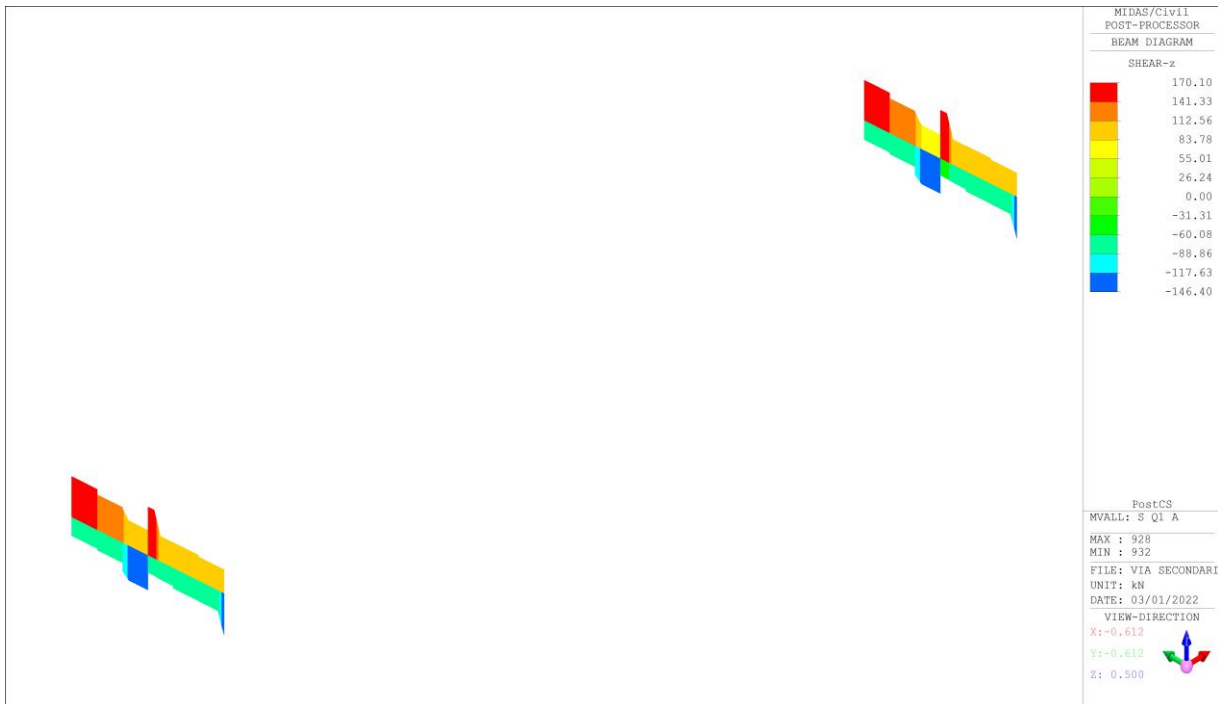 MIDAS/Civil
POST-PROCESSOR
BEAM DIAGRAM
SHEAR-z
170.10
141.33
112.56
83.78
55.01
26.24
0.00
-31.31
-60.08
-88.86
-117.63
-146.40
PostCS
MVALL: S Q1 A
MAX : 928
MIN : 932
FILE: VIA SECONDARI
UNIT: kN
DATE: 03/01/2022
VIEW-DIRECTION
X:-0.612
Y:-0.612
Z: 0.500